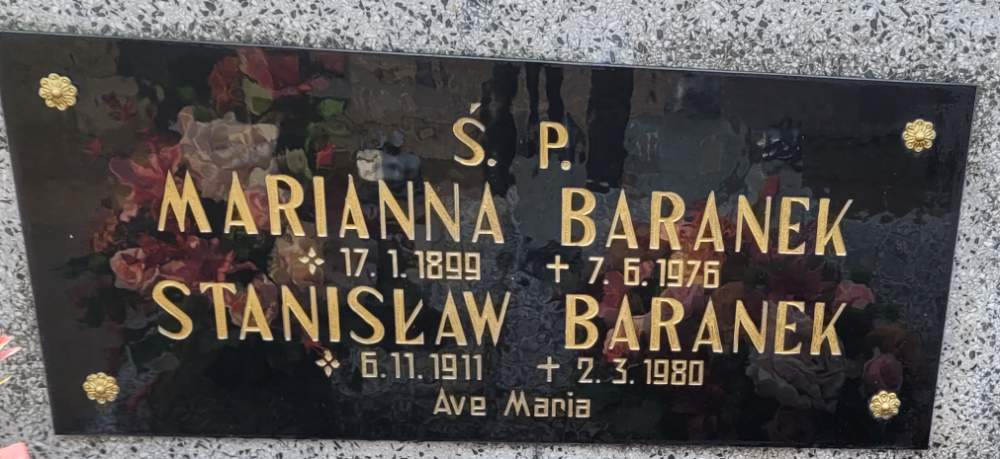 Ś. P.
MARIANNA BARANEK
17.1.1899 + 7.6.1976
STANISŁAW BARANEK
6.11.1911 + 2.3.1980
Ave Maria